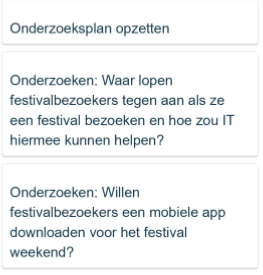 Onderzoeksplan opzetten
Onderzoeken: Waar lopen
festivalbezoekers tegen aan als ze
een festival bezoeken en hoe zou IT
hiermee kunnen helpen?
Onderzoeken: Willen
festivalbezoekers een mobiele app
downloaden voor het festival
weekend?